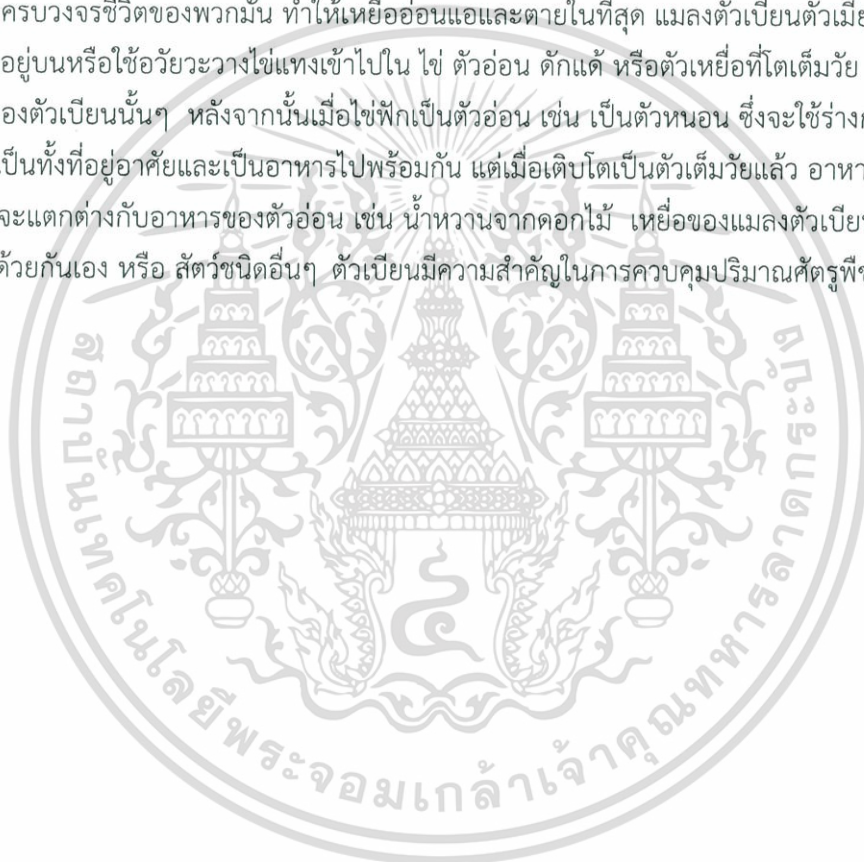 ครบวงจรชีวิตของพวกมัน ทำให้เหยื่ออ่อนแอและตายในที่สุด แมลงตัวเบียนตัวเมีย
อยู่บนหรือใช้อวัยวะวางไข่แทงเข้าไปใน ไข่ ตัวอ่อน ดักแด้ หรือตัวเหยื่อที่โตเต็มวัย
องตัวเบียนนั้นๆ หลังจากนั้นเมื่อไข่ฟักเป็นตัวอ่อน เช่น เป็นตัวหนอน ซึ่งจะใช้ร่าง
เป็นทั้งที่อยู่อาศัยและเป็นอาหารไปพร้อมกัน แต่เมื่อเติบโตเป็นตัวเต็มวัยแล้ว อาหา
จะแตกต่างกับอาหารของตัวอ่อน เช่น น้ำหวานจากดอกไม้ เหยื่อของแมลงตัวเบียน
ด้วยกันเอง หรือ สัตว์ชนิดอื่นๆ ตัวเบียนมีความสำคัญในการควบคุมปริมาณศัตรูพืช
สถาบันเทคโนโลยีพระจอมเกล้าเจ้าคุณทหารลาดกระบัง